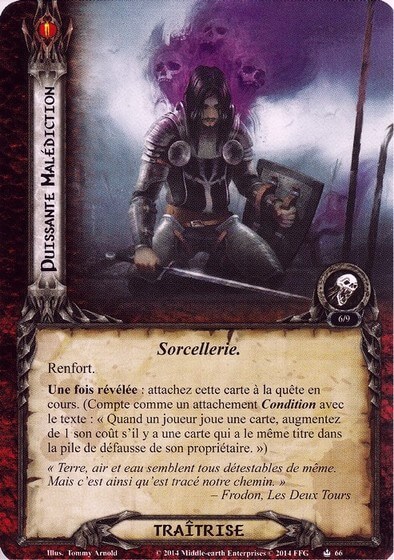 11
Puissante Malédiction
6/9
Sorcellerie.
Renfort.
Une fois révélée : attachez cette carte à la quête en
cours. (Compte comme un attachement Condition avec
le texte : « Quand un joueur joue une carte, augmentez
de 1 son coût s'il y a une carte qui a le même titre dans
la pile de défausse de son propriétaire. »)
« Terre, air et eau semblent tous détestables de même.
Mais c'est ainsi qu'est tracé notre chemin. »
– Frodon, Les Deux Tours
TRAÎTRISE
Illus. Tommy Arnold © 2014 Middle-earth Enterprises © 2014 FFG 66